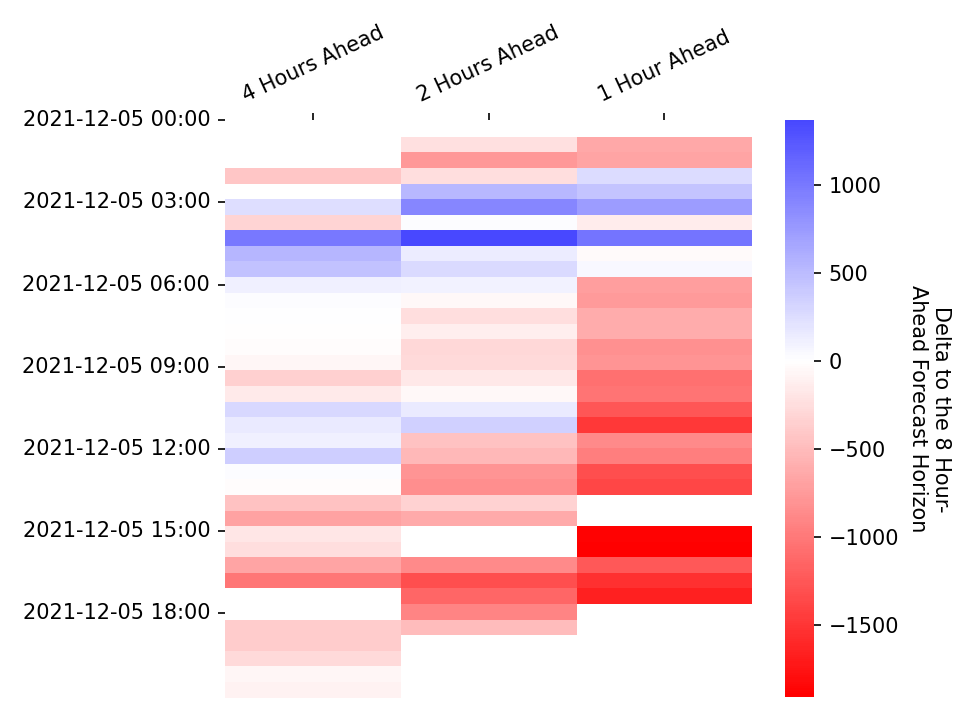 4 Hours Ahead
2 Hours Ahead
1 Hour Ahead
2021-12-05 00:00
2021-12-05 03:00
2021-12-05 06:00
2021-12-05 09:00
2021-12-05 12:00
2021-12-05 15:00
2021-12-05 18:00
1000
500
0
−500
−1000
−1500
Delta to the 8 Hour-
Ahead Forecast Horizon